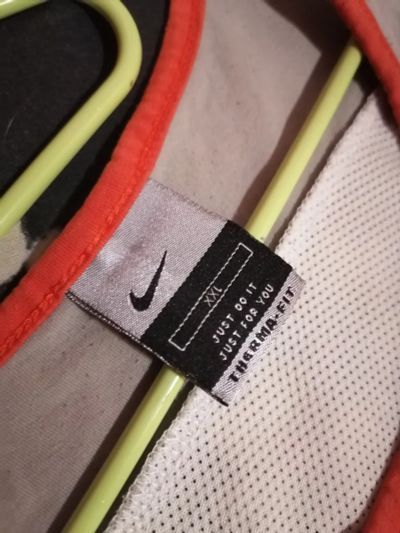 XXL
JUST DO IT
JUST FOR YOU
THERMA-FIT